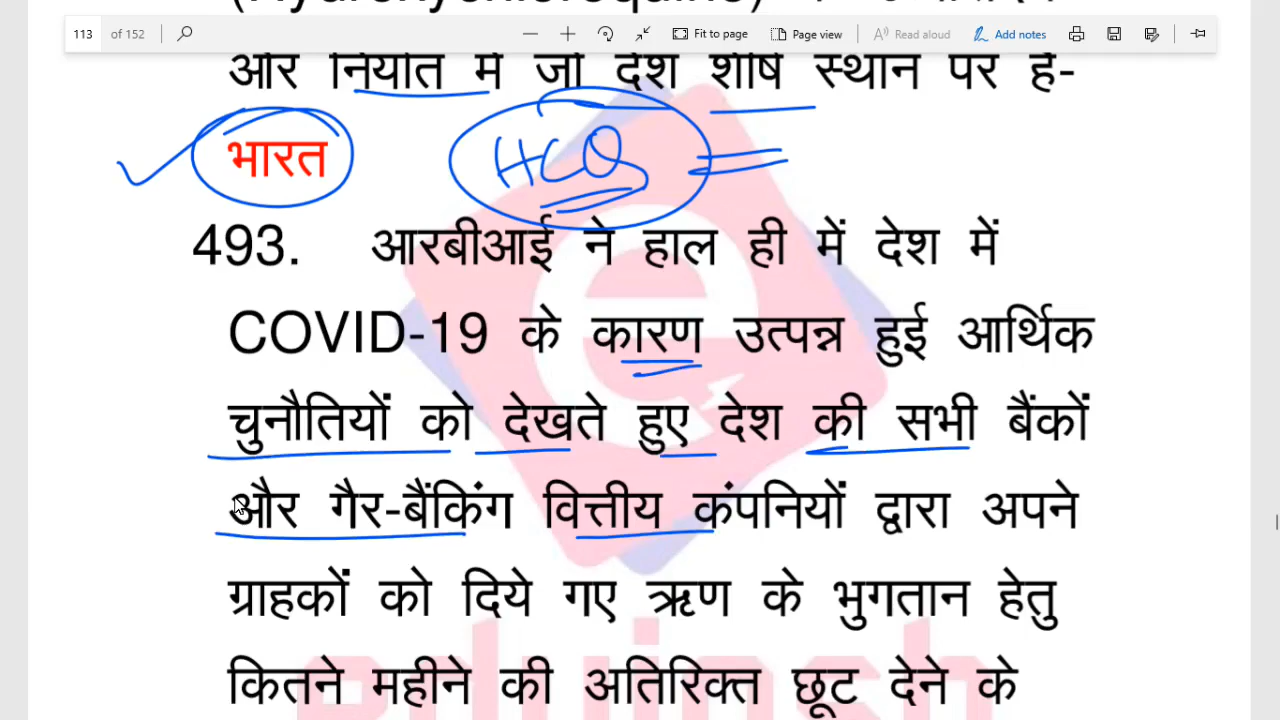 (Hydroxychloroquine)
113 of 152 Fit to page Page view Read aloud Add notes
और निर्यात में जो देश शीर्ष स्थान पर है-
भारत HCQ
493. आरबीआई ने हाल ही में देश में
COVID-19 के कारण उत्पन्न हुई आर्थिक
चुनौतियों को देखते हुए देश की सभी बैंकों
और गैर-बैंकिंग वित्तीय कंपनियों द्वारा अपने
ग्राहकों को दिये गए ऋण के भुगतान हेतु
कितने महीने की अतिरिक्त छूट देने के